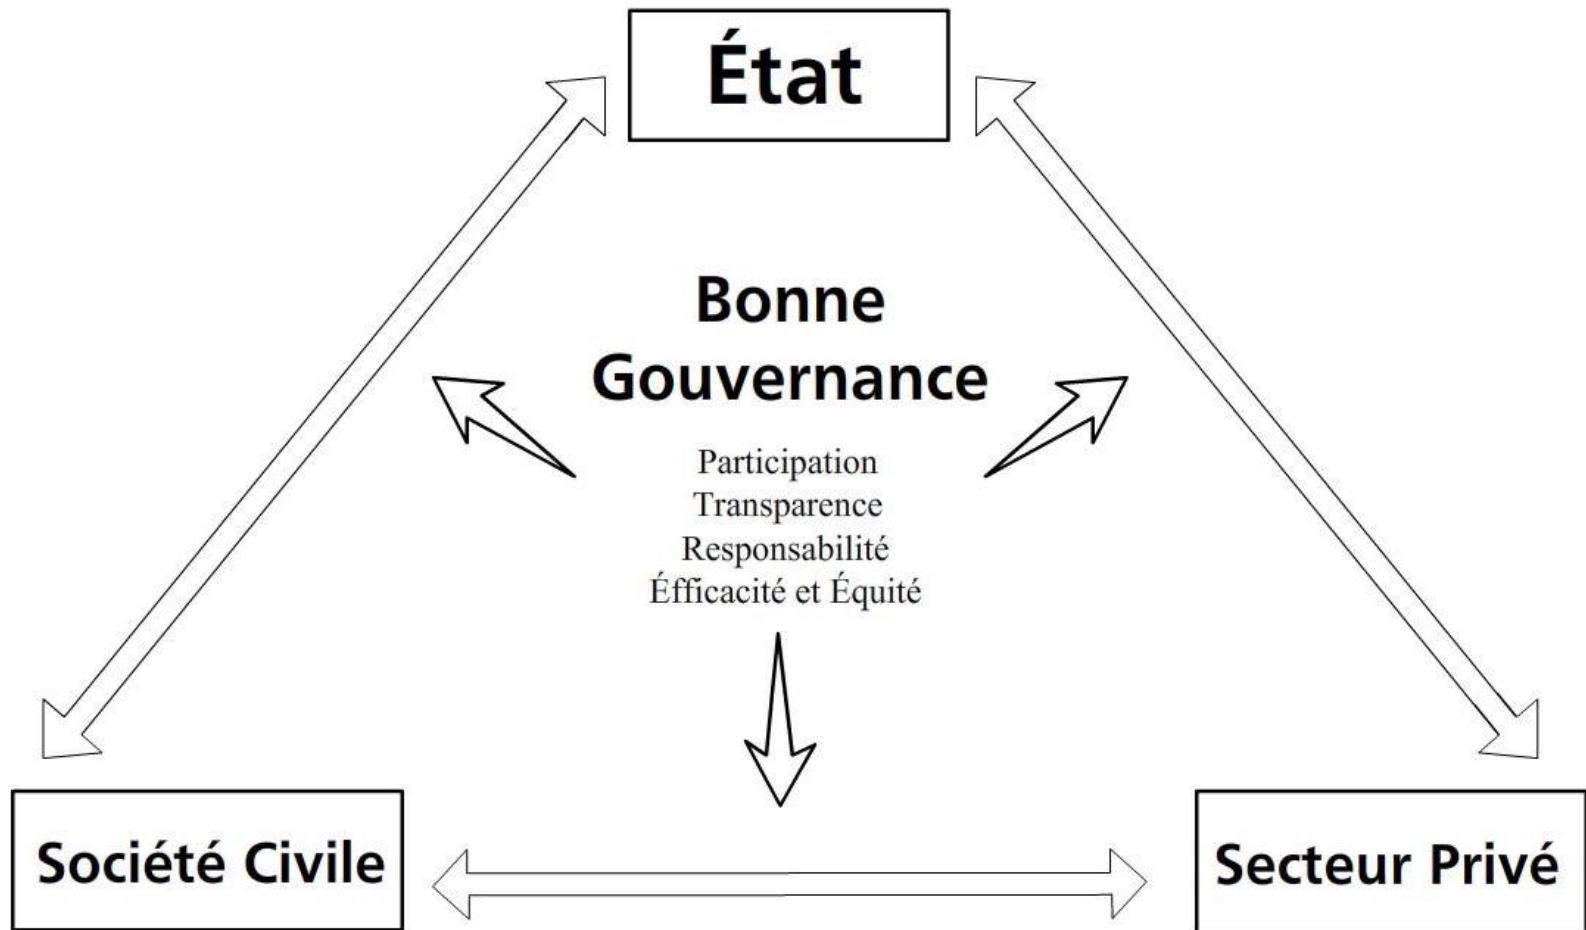 État
Bonne
Gouvernance
Participation
Transparence
Responsabilité
Éfficacité et Équité
Société Civile
Secteur Privé